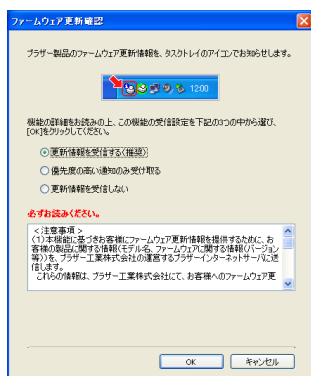 ファームウェア更新確認
ブラザー製品のファームウェア更新情報を、タスクトレイのアイコンでお知らせします。
12:00
機能の詳細をお読みの上、この機能の受信設定を下記の3つの中から選び、
[OK]をクリックしてください。
更新情報を受信する(推奨)
優先度の高い通知のみ受け取る
更新情報を受信しない
必ずお読みください。
<注意事項>
(1)本機能に基づきお客様にファームウェア更新情報を提供するために、お
客様の製品に関する情報(モデル名、ファームウェアに関する情報(バージョン
等))を、ブラザー工業株式会社の運営するブラザーインターネットサーバに送
信します。
これらの情報は、ブラザー工業株式会社にて、お客様へのファームウェア更
OK
キャンセル